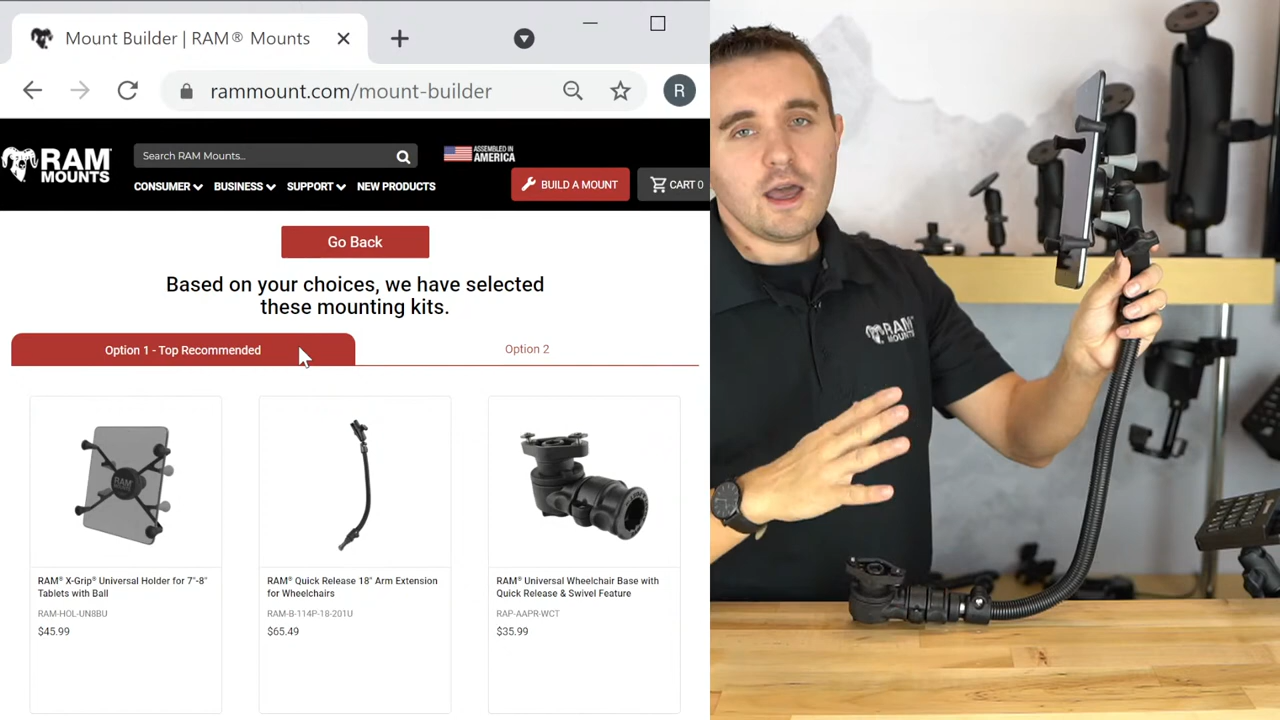 Mount Builder | RAM® Mounts
rammount.com/mount-builder
R
RAM
MOUNTS
Search RAM Mounts...
ASSEMBLED IN
AMERICA
CONSUMER BUSINESS SUPPORT NEW PRODUCTS
BUILD A MOUNT
CART 0
Go Back
Based on your choices, we have selected
these mounting kits.
Option 1 - Top Recommended
Option 2
RAM
RAM® X-Grip® Universal Holder for 7"-8"
Tablets with Ball
RAM-HOL-UN8BU
$45.99
RAM® Quick Release 18" Arm Extension
for Wheelchairs
RAM-B-114P-18-201U
$65.49
RAM® Universal Wheelchair Base with
Quick Release & Swivel Feature
RAP-AAPR-WCT
$35.99
RAM
MOUNTS